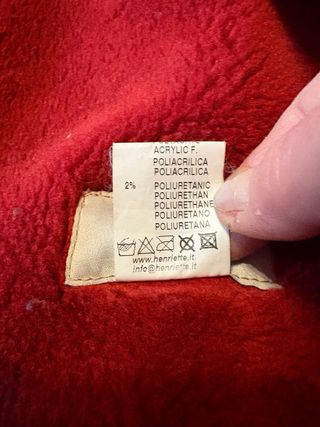 ACRYLIC F.
POLIACRILICA
POLIACRILICA
2% POLIURETANIC
POLIURETHAN
POLIURETHANE
POLIURETANO
POLIURETANA
www.henriette.it
info@henriette.it